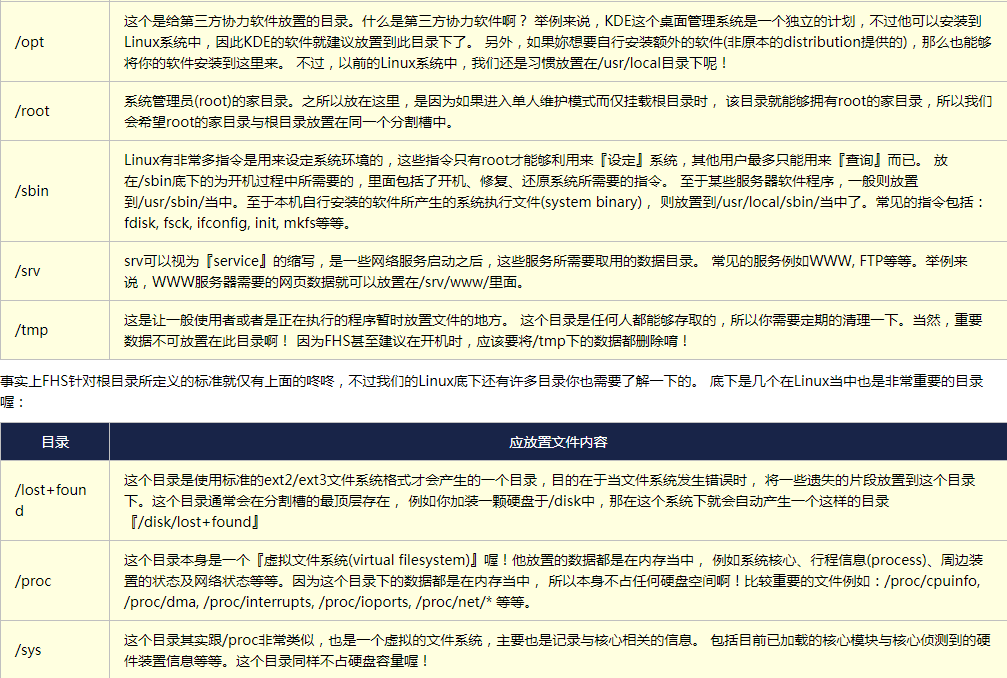 /opt
这个是给第三方协力软件放置的目录。什么是第三方协力软件啊？ 举例来说，KDE这个桌面管理系统是一个独立的计划，不过他可以安装到
Linux系统中，因此KDE的软件就建议放置到此目录下了。 另外，如果妳想要自行安装额外的软件(非原本的distribution提供的)，那么也能够
将你的软件安装到这里来。 不过，以前的Linux系统中，我们还是习惯放置在/usr/local目录下呢！
/root
系统管理员(root)的家目录。之所以放在这里，是因为如果进入单人维护模式而仅挂载根目录时， 该目录就能够拥有root的家目录，所以我们
会希望root的家目录与根目录放置在同一个分割槽中。
/sbin
Linux有非常多指令是用来设定系统环境的，这些指令只有root才能够利用来『设定』系统，其他用户最多只能用来『查询』而已。 放
在/sbin底下的为开机过程中所需要的，里面包括了开机、修复、还原系统所需要的指令。 至于某些服务器软件程序，一般则放置
到/usr/sbin/当中。至于本机自行安装的软件所产生的系统执行文件(system binary)， 则放置到/usr/local/sbin/当中了。常见的指令包括：
fdisk, fsck, ifconfig, init, mkfs等等。
/srv
srv可以视为『service』的缩写，是一些网络服务启动之后，这些服务所需要取用的数据目录。 常见的服务例如WWW, FTP等等。举例来
说，WWW服务器需要的网页数据就可以放置在/srv/www/里面。
/tmp
这是让一般使用者或者是正在执行的程序暂时放置文件的地方。 这个目录是任何人都能够存取的，所以你需要定期的清理一下。当然，重要
数据不可放置在此目录啊！ 因为FHS甚至建议在开机时，应该要将/tmp下的数据都删除唷！
事实上FHS针对根目录所定义的标准就仅有上面的咚咚，不过我们的Linux底下还有许多目录你也需要了解一下的。 底下是几个在Linux当中也是非常重要的目录
喔：
目录
应放置文件内容
/lost+foun
d
这个目录是使用标准的ext2/ext3文件系统格式才会产生的一个目录，目的在于当文件系统发生错误时， 将一些遗失的片段放置到这个目录
下。这个目录通常会在分割槽的最顶层存在， 例如你加装一颗硬盘于/disk中，那在这个系统下就会自动产生一个这样的目录
『/disk/lost+found』
/proc
这个目录本身是一个『虚拟文件系统(virtual filesystem)』喔！他放置的数据都是在内存当中， 例如系统核心、行程信息(process)、周边装
置的状态及网络状态等等。因为这个目录下的数据都是在内存当中， 所以本身不占任何硬盘空间啊！比较重要的文件例如：/proc/cpuinfo,
/proc/dma, /proc/interrupts, /proc/ioports, /proc/net/* 等等。
/sys
这个目录其实跟/proc非常类似，也是一个虚拟的文件系统，主要也是记录与核心相关的信息。 包括目前已加载的核心模块与核心侦测到的硬
件装置信息等等。这个目录同样不占硬盘容量喔！